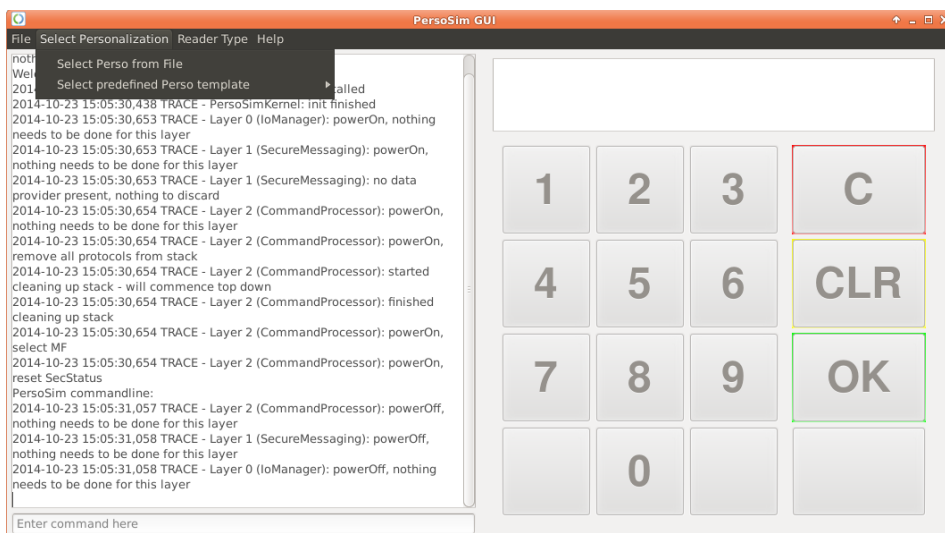 PersoSim GUI
File Select Personalization Reader Type Help
Select Perso from File
Select predefined Perso template
noth
Welc
201 alled
2014-10-23 15:05:30,438 TRACE - PersoSimKernel: init finished
2014-10-23 15:05:30,653 TRACE - Layer 0 (IoManager): powerOn, nothing
needs to be done for this layer
2014-10-23 15:05:30,653 TRACE - Layer 1 (SecureMessaging): powerOn,
nothing needs to be done for this layer
2014-10-23 15:05:30,653 TRACE - Layer 1 (SecureMessaging): no data
provider present, nothing to discard
2014-10-23 15:05:30,654 TRACE - Layer 2 (CommandProcessor): powerOn,
nothing needs to be done for this layer
2014-10-23 15:05:30,654 TRACE - Layer 2 (CommandProcessor): powerOn,
remove all protocols from stack
2014-10-23 15:05:30,654 TRACE - Layer 2 (CommandProcessor): started
cleaning up stack - will commence top down
2014-10-23 15:05:30,654 TRACE - Layer 2 (CommandProcessor): finished
cleaning up stack
2014-10-23 15:05:30,654 TRACE - Layer 2 (CommandProcessor): powerOn,
select MF
2014-10-23 15:05:30,654 TRACE - Layer 2 (CommandProcessor): powerOn,
reset SecStatus
PersoSim commandline:
2014-10-23 15:05:31,057 TRACE - Layer 2 (CommandProcessor): powerOff,
nothing needs to be done for this layer
2014-10-23 15:05:31,058 TRACE - Layer 1 (SecureMessaging): powerOff,
nothing needs to be done for this layer
2014-10-23 15:05:31,058 TRACE - Layer 0 (IoManager): powerOff, nothing
needs to be done for this layer
Enter command here
1 2 3 C
4 5 6 CLR
7 8 9 OK
0